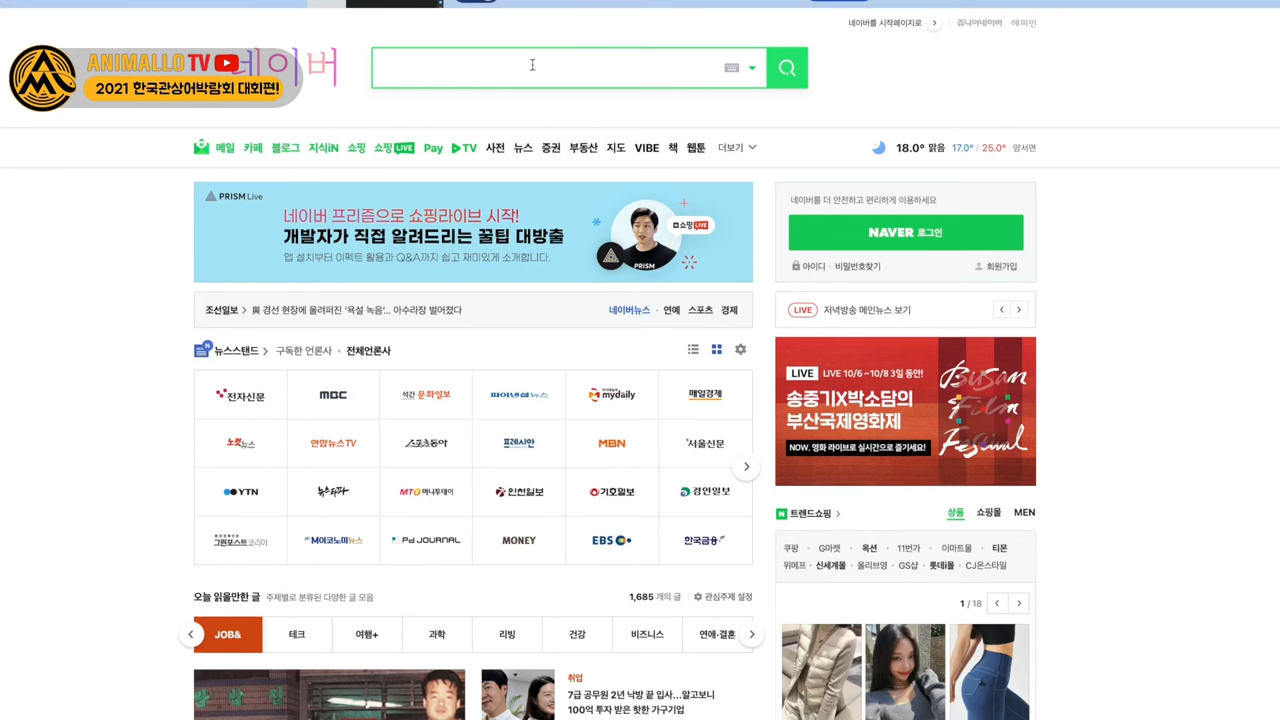 네이버를 시작페이지로
쥬니어네이버 해피빈
ANIMALLO TV
네이버
2021 한국관상어박람회 대회편!
메일 카페 블로그 지식iN 쇼핑 쇼핑LIVE Pay TV 사전 뉴스 증권 부동산 지도 VIBE 책 웹툰 더보기
18.0° 맑음 17.0° / 25.0° 양서면
PRISM Live
네이버 프리즘으로 쇼핑라이브 시작!
개발자가 직접 알려드리는 꿀팁 대방출
앱 설치부터 이펙트 활용과 Q&A까지 쉽고 재미있게 소개합니다.
쇼핑LIVE
PRISM
네이버를 더 안전하고 편리하게 이용하세요
NAVER 로그인
아이디 · 비밀번호찾기
회원가입
조선일보 > 與 경선 현장에 울려퍼진 '욕설 녹음'... 아수라장 벌어졌다
네이버뉴스 · 연예 스포츠 경제
LIVE 저녁방송 메인뉴스 보기
뉴스스탠드 > 구독한 언론사 · 전체언론사
전자신문 MBC 석간 문화일보 파이낸셜뉴스 mydaily 매일경제
노컷뉴스 연합뉴스TV 스포츠동아 프레시안 MBN 서울신문
YTN 뉴스타파 MTO 머니투데이 인천일보 기호일보 경인일보
그린포스트코리아 M이코노미뉴스 Pd JOURNAL MONEY EBS 한국금융
LIVE LIVE 10/6 ~10/8 3일 동안!
송중기X박소담의
부산국제영화제
NOW. 영화 라이브로 실시간으로 즐기세요!
Busan
Film
Festival
트렌드쇼핑 >
상품 쇼핑몰 MEN
쿠팡 · G마켓 · 옥션 · 11번가 · 이마트몰 · 티몬
위메프 · 신세계몰 · 올리브영 · GS샵 · 롯데i몰 · CJ온스타일
1 / 18
오늘 읽을만한 글 주제별로 분류된 다양한 글 모음
1,685 개의 글 관심주제 설정
JOB& 테크 여행+ 과학 리빙 건강 비즈니스 연애·결혼
취업
7급 공무원 2년 낙방 끝 입사...알고보니
100억 투자 받은 핫한 가구기업